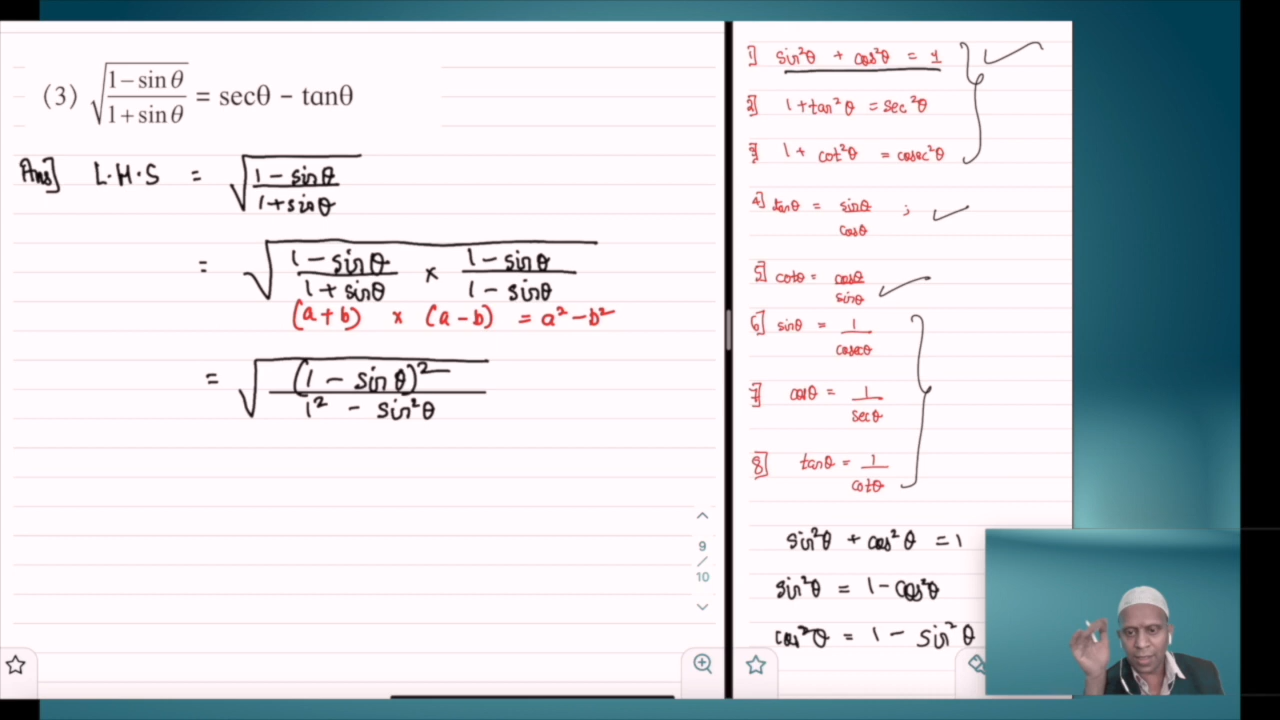 (3) √((1 – sin θ)/(1 + sin θ)) = secθ – tanθ
Ans] L.H.S = √((1 – sinθ)/(1 + sinθ))
= √((1 – sinθ)/(1 + sinθ) × (1 – sinθ)/(1 – sinθ))
(a + b) × (a – b) = a² – b²
= √((1 – sinθ)²/(1² – sin²θ))
9
/
10
1] sin²θ + cos²θ = 1
2] 1 + tan²θ = sec²θ
3] 1 + cot²θ = cosec²θ
4] tanθ = sinθ/cosθ ;
5] cotθ = cosθ/sinθ
6] sinθ = 1/cosecθ
7] cosθ = 1/secθ
8] tanθ = 1/cotθ
sin²θ + cos²θ = 1
sin²θ = 1 – cos²θ
cos²θ = 1 – sin²θ